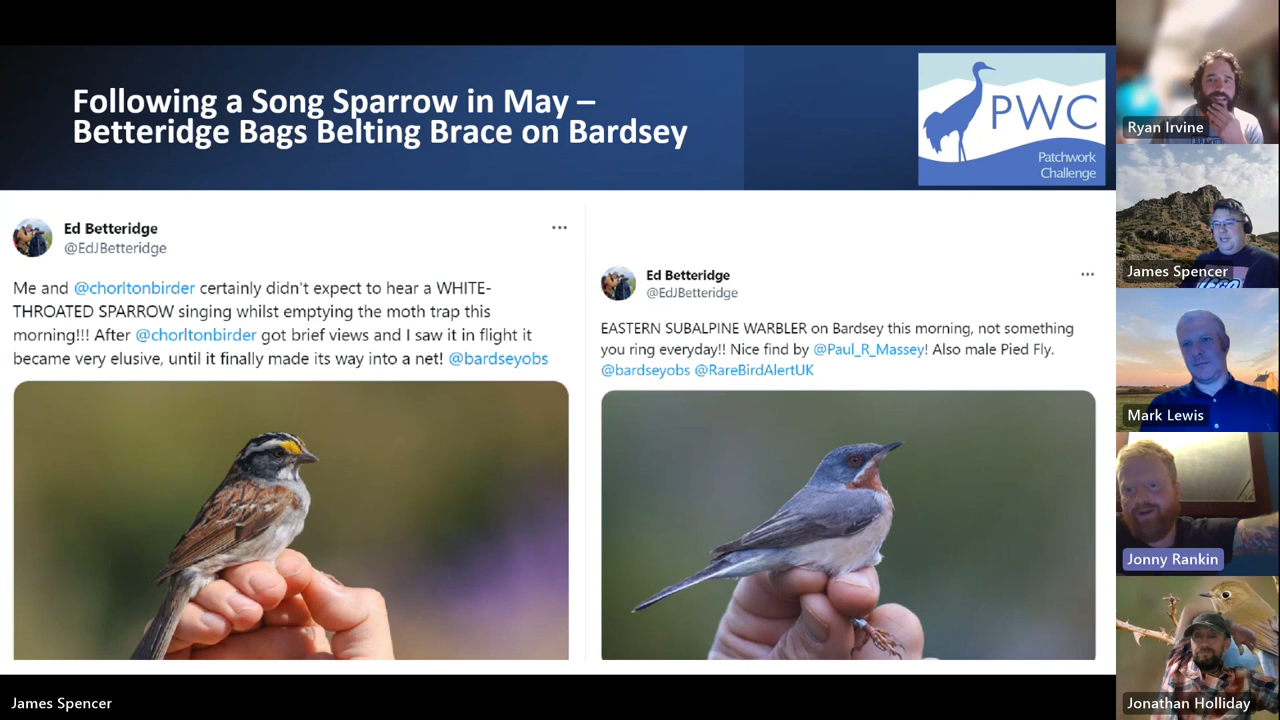 Following a Song Sparrow in May –
Betteridge Bags Belting Brace on Bardsey
PWC
Patchwork
Challenge
Ed Betteridge
@EdJBetteridge
Me and @chorltonbirder certainly didn't expect to hear a WHITE-
THROATED SPARROW singing whilst emptying the moth trap this
morning!!! After @chorltonbirder got brief views and I saw it in flight it
became very elusive, until it finally made its way into a net! @bardseyobs
Ed Betteridge
@EdJBetteridge
EASTERN SUBALPINE WARBLER on Bardsey this morning, not something
you ring everyday!! Nice find by @Paul_R_Massey! Also male Pied Fly.
@bardseyobs @RareBirdAlertUK
Ryan Irvine
James Spencer
Mark Lewis
Jonny Rankin
Jonathan Holliday
James Spencer